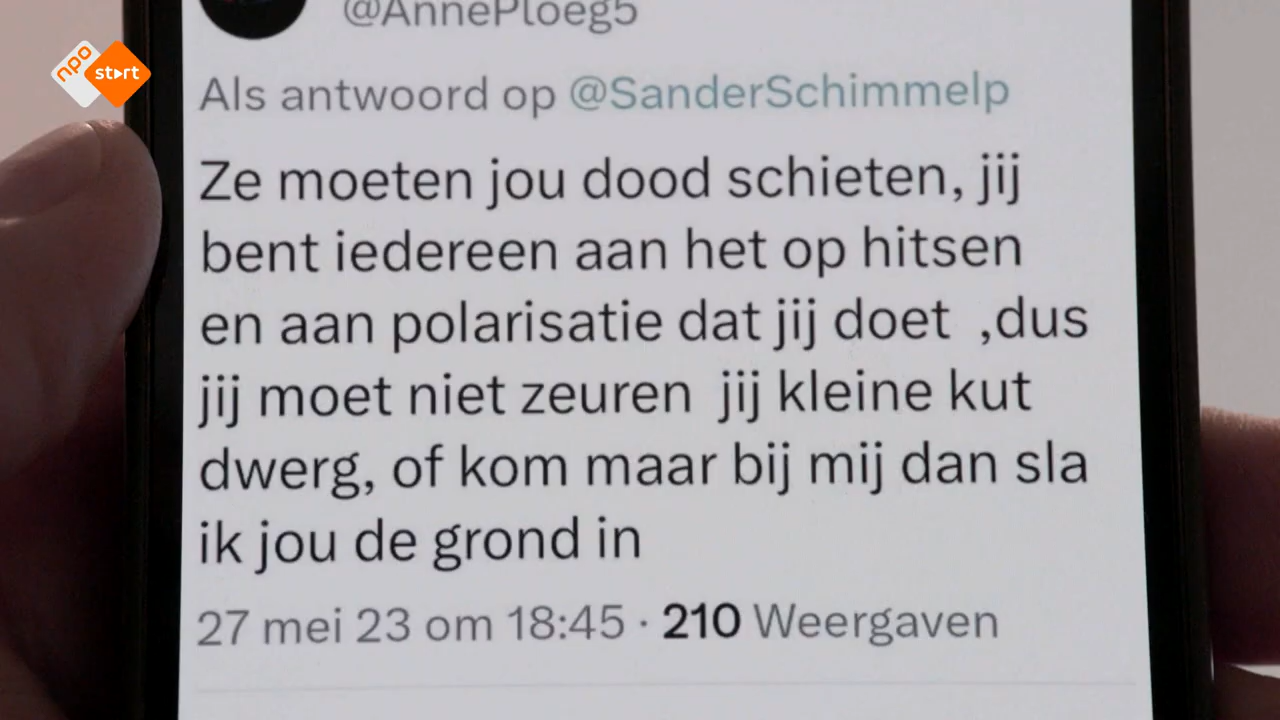 npo
start
@AnnePloeg5
Als antwoord op @SanderSchimmelp
Ze moeten jou dood schieten, jij
bent iedereen aan het op hitsen
en aan polarisatie dat jij doet ,dus
jij moet niet zeuren jij kleine kut
dwerg, of kom maar bij mij dan sla
ik jou de grond in
27 mei 23 om 18:45 · 210 Weergaven